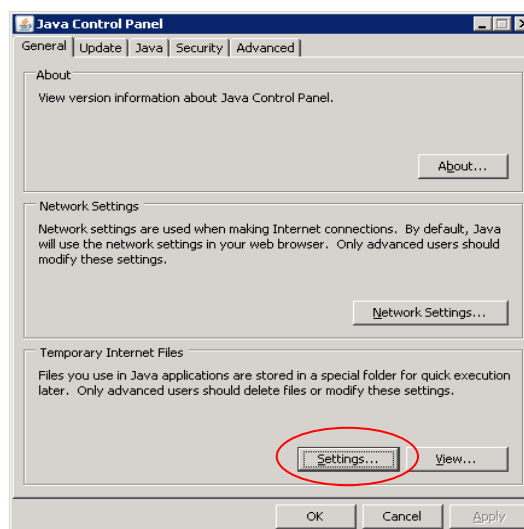 Java Control Panel
General Update Java Security Advanced
About
View version information about Java Control Panel.
About...
Network Settings
Network settings are used when making Internet connections. By default, Java
will use the network settings in your web browser. Only advanced users should
modify these settings.
Network Settings...
Temporary Internet Files
Files you use in Java applications are stored in a special folder for quick execution
later. Only advanced users should delete files or modify these settings.
Settings... View...
OK Cancel Apply